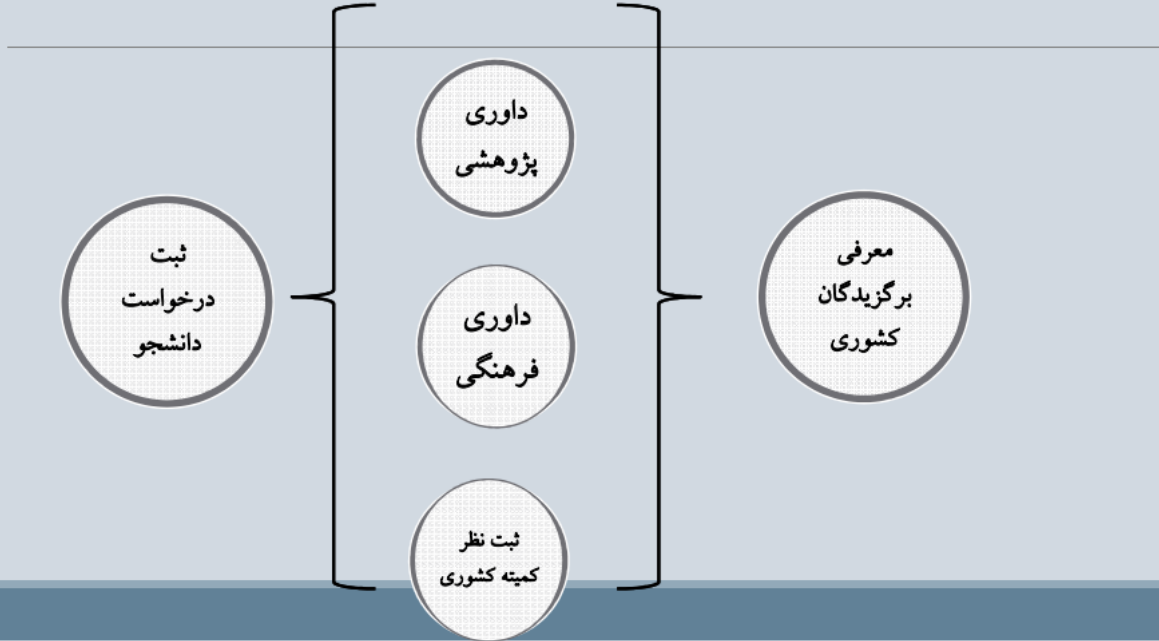 ثبت
درخواست
دانشجو
داوری
پژوهشی
داوری
فرهنگی
ثبت نظر
کمیته کشوری
معرفی
برگزیدگان
کشوری